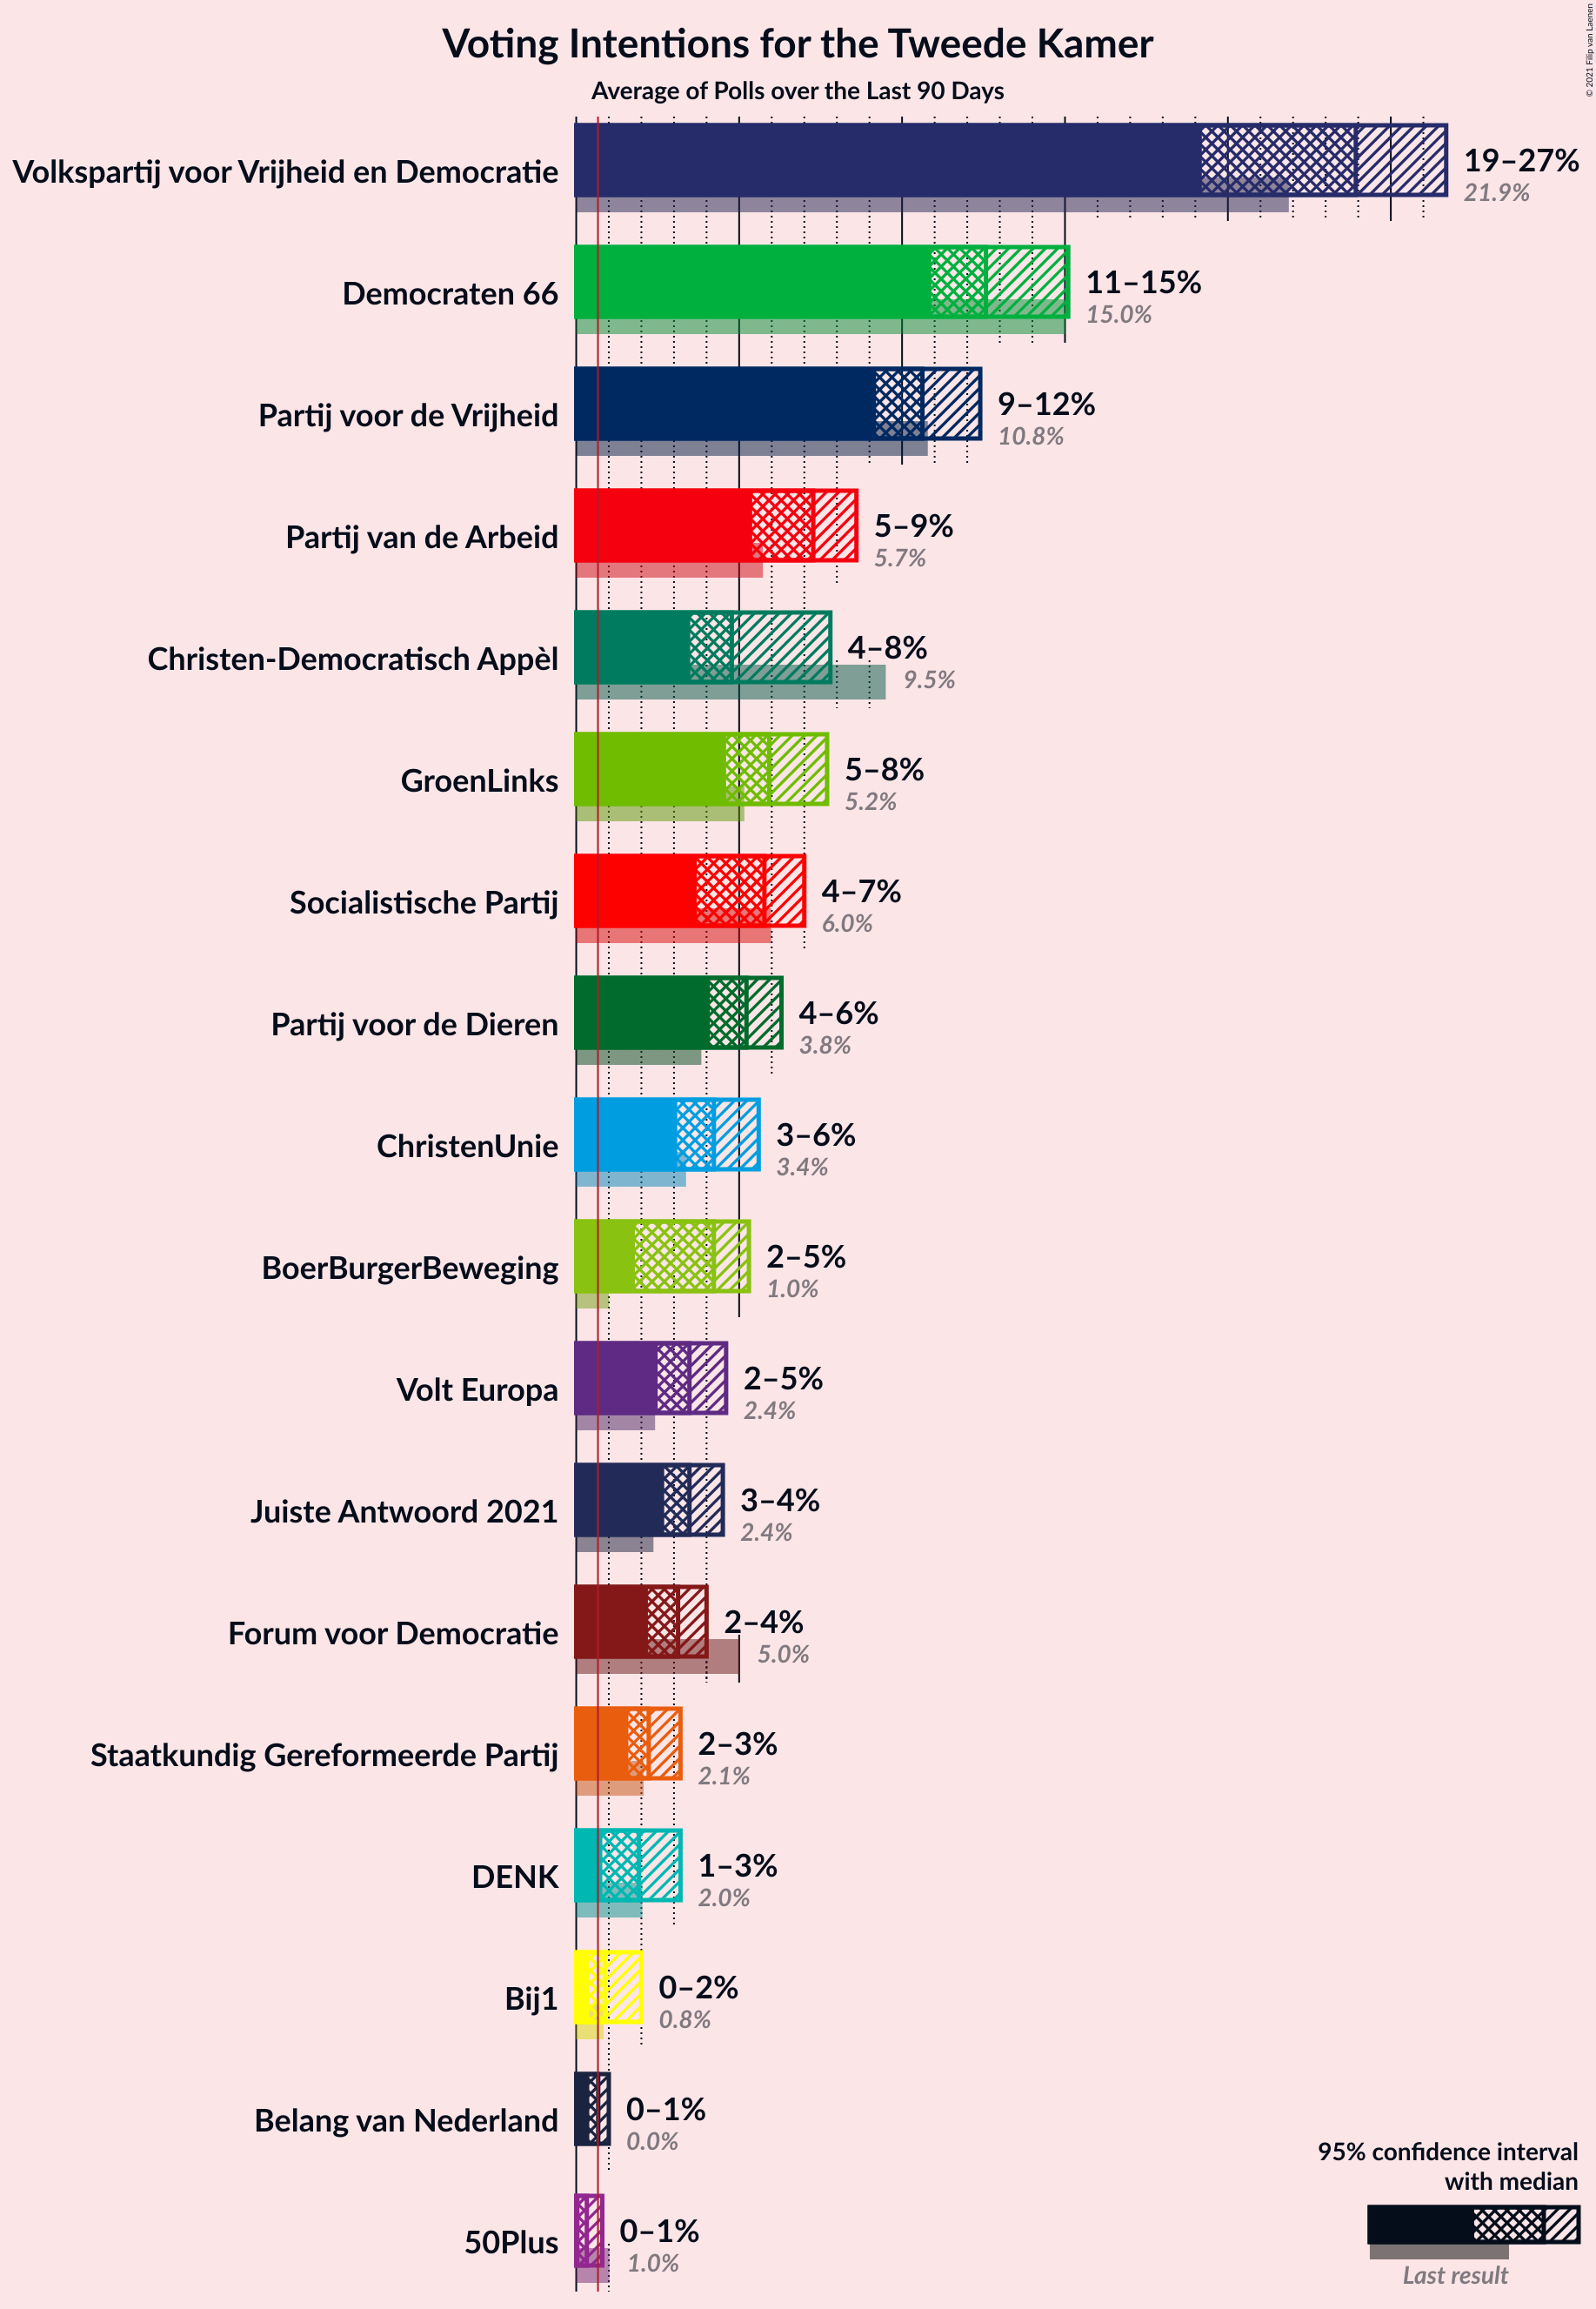 Voting Intentions for the Tweede Kamer
Average of Polls over the Last 90 Days
© 2021 Filip van Laenen
Volkspartij voor Vrijheid en Democratie
19–27%
21.9%
Democraten 66
11–15%
15.0%
Partij voor de Vrijheid
9–12%
10.8%
Partij van de Arbeid
5–9%
5.7%
Christen-Democratisch Appèl
4–8%
9.5%
GroenLinks
5–8%
5.2%
Socialistische Partij
4–7%
6.0%
Partij voor de Dieren
4–6%
3.8%
ChristenUnie
3–6%
3.4%
BoerBurgerBeweging
2–5%
1.0%
Volt Europa
2–5%
2.4%
Juiste Antwoord 2021
3–4%
2.4%
Forum voor Democratie
2–4%
5.0%
Staatkundig Gereformeerde Partij
2–3%
2.1%
DENK
1–3%
2.0%
Bij1
0–2%
0.8%
Belang van Nederland
0–1%
0.0%
50Plus
0–1%
1.0%
95% confidence interval
with median
Last result